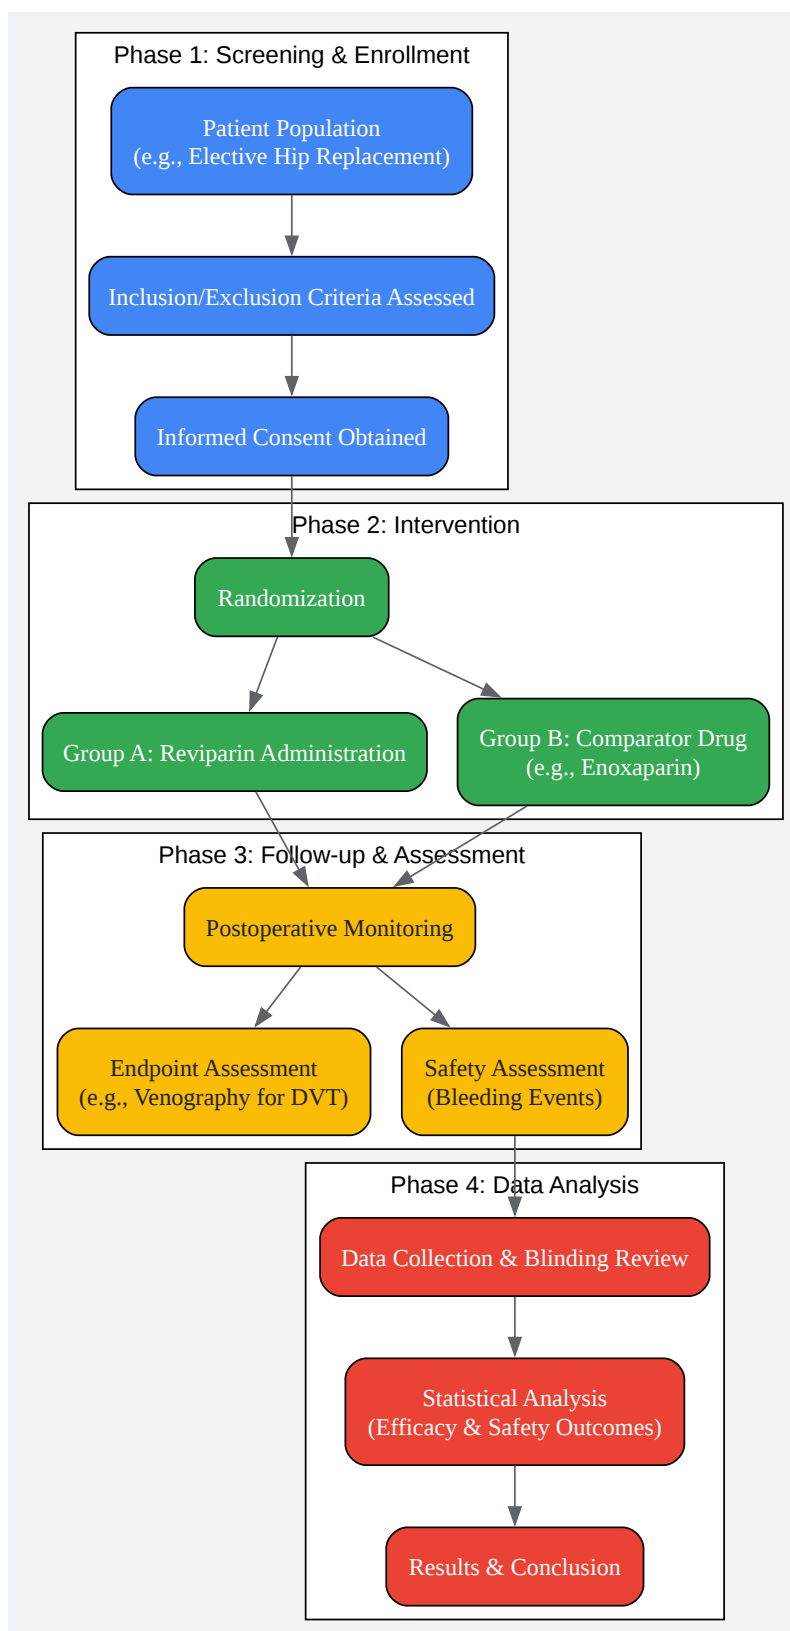 Phase 1: Screening & Enrollment
Patient Population
(e.g., Elective Hip Replacement)
Inclusion/Exclusion Criteria Assessed
Informed Consent Obtained
Phase 2: Intervention
Randomization
Group A: Reviparin Administration
Group B: Comparator Drug
(e.g., Enoxaparin)
Phase 3: Follow-up & Assessment
Postoperative Monitoring
Endpoint Assessment
(e.g., Venography for DVT)
Safety Assessment
(Bleeding Events)
Phase 4: Data Analysis
Data Collection & Blinding Review
Statistical Analysis
(Efficacy & Safety Outcomes)
Results & Conclusion